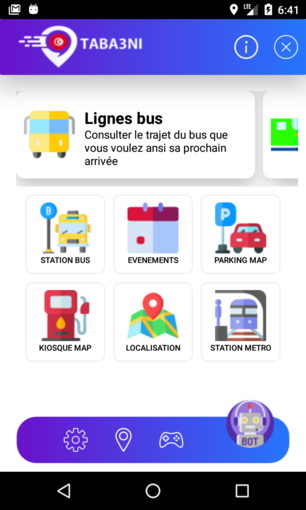 LTE 6:41
TABA3NI
Lignes bus
Consulter le trajet du bus que
vous voulez ansi sa prochain
arrivée
B
P
STATION BUS
EVENEMENTS
PARKING MAP
KIOSQUE MAP
LOCALISATION
STATION METRO
BOT